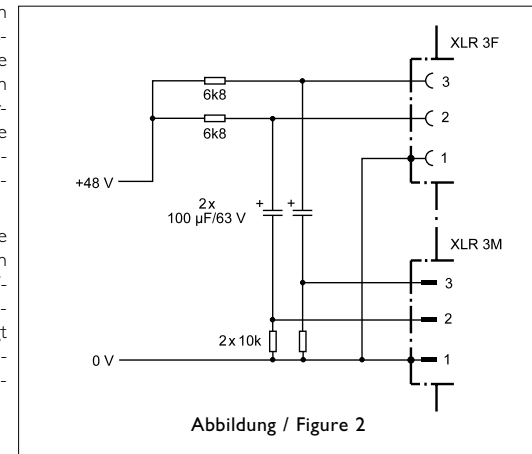 XLR 3F
3
6k8
2
6k8
1
+48 V
2 x
100 µF/63 V
+
+
XLR 3M
3
2
2 x 10k
1
0 V
Abbildung / Figure 2